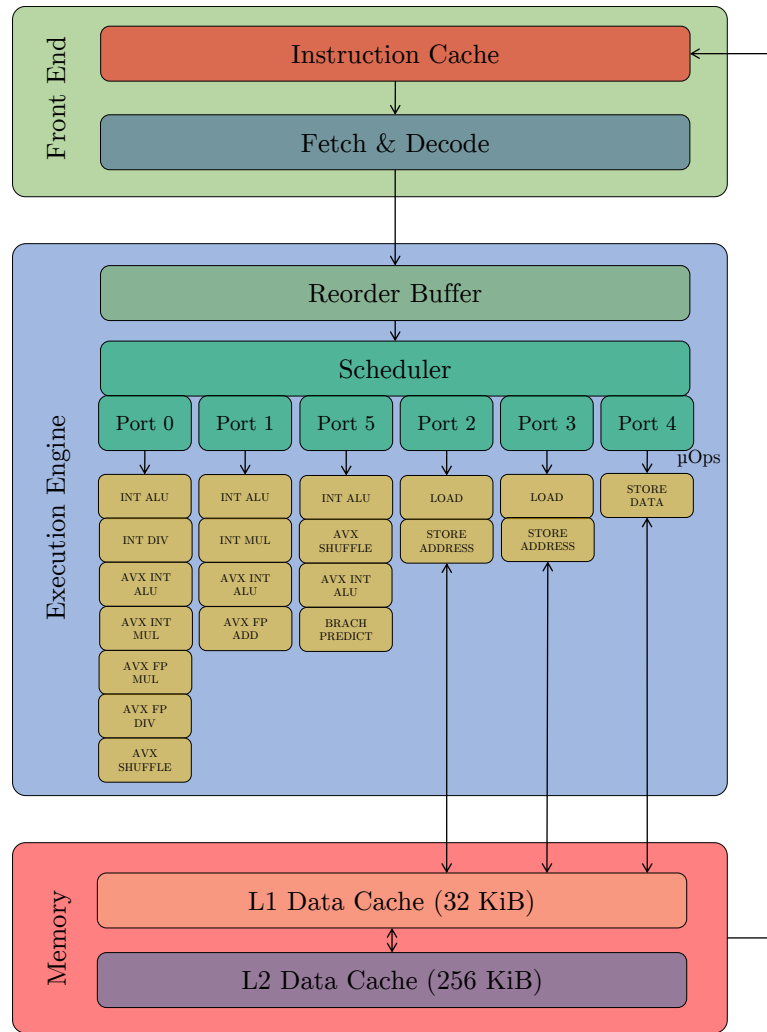 Front End
Instruction Cache
Fetch & Decode
Execution Engine
Reorder Buffer
Scheduler
Port 0
Port 1
Port 5
Port 2
Port 3
Port 4
µOps
INT ALU
INT DIV
AVX INT
ALU
AVX INT
MUL
AVX FP
MUL
AVX FP
DIV
AVX
SHUFFLE
INT ALU
INT MUL
AVX INT
ALU
AVX FP
ADD
INT ALU
AVX
SHUFFLE
AVX INT
ALU
BRACH
PREDICT
LOAD
STORE
ADDRESS
LOAD
STORE
ADDRESS
STORE
DATA
Memory
L1 Data Cache (32 KiB)
L2 Data Cache (256 KiB)